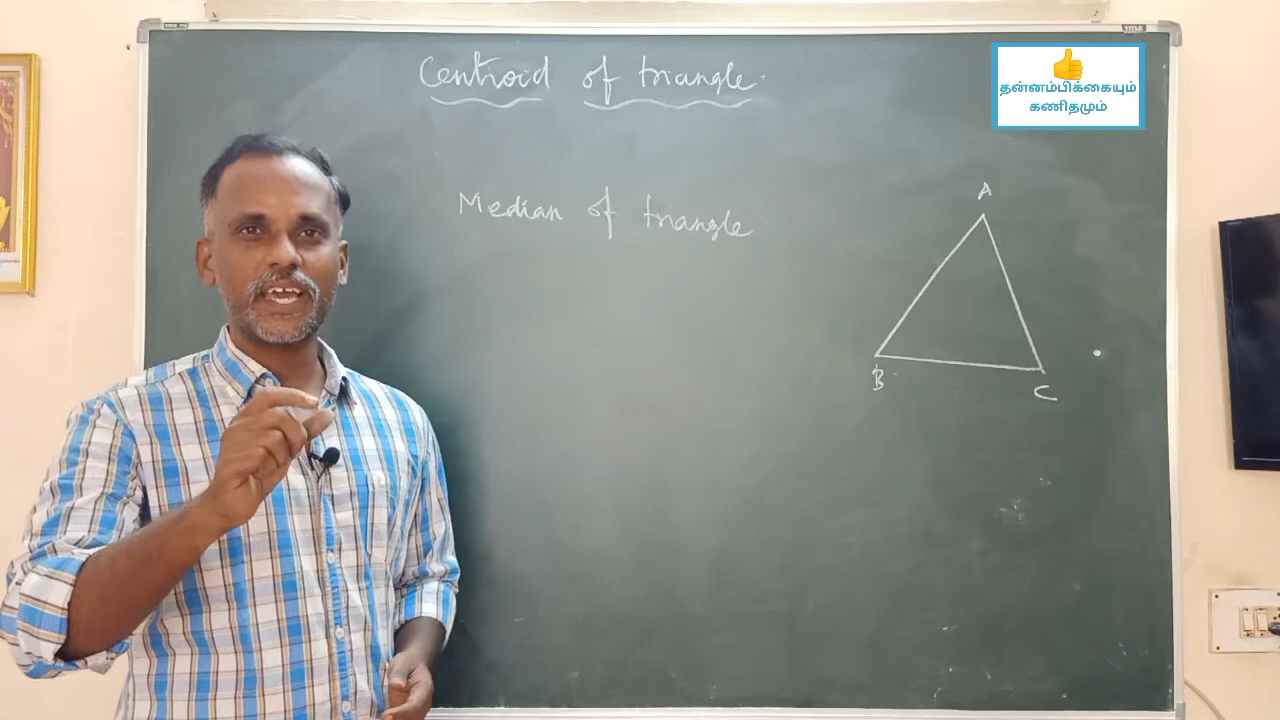 Centroid of triangle
தன்னம்பிக்கையும்
கணிதமும்
Median of triangle
A
B
C